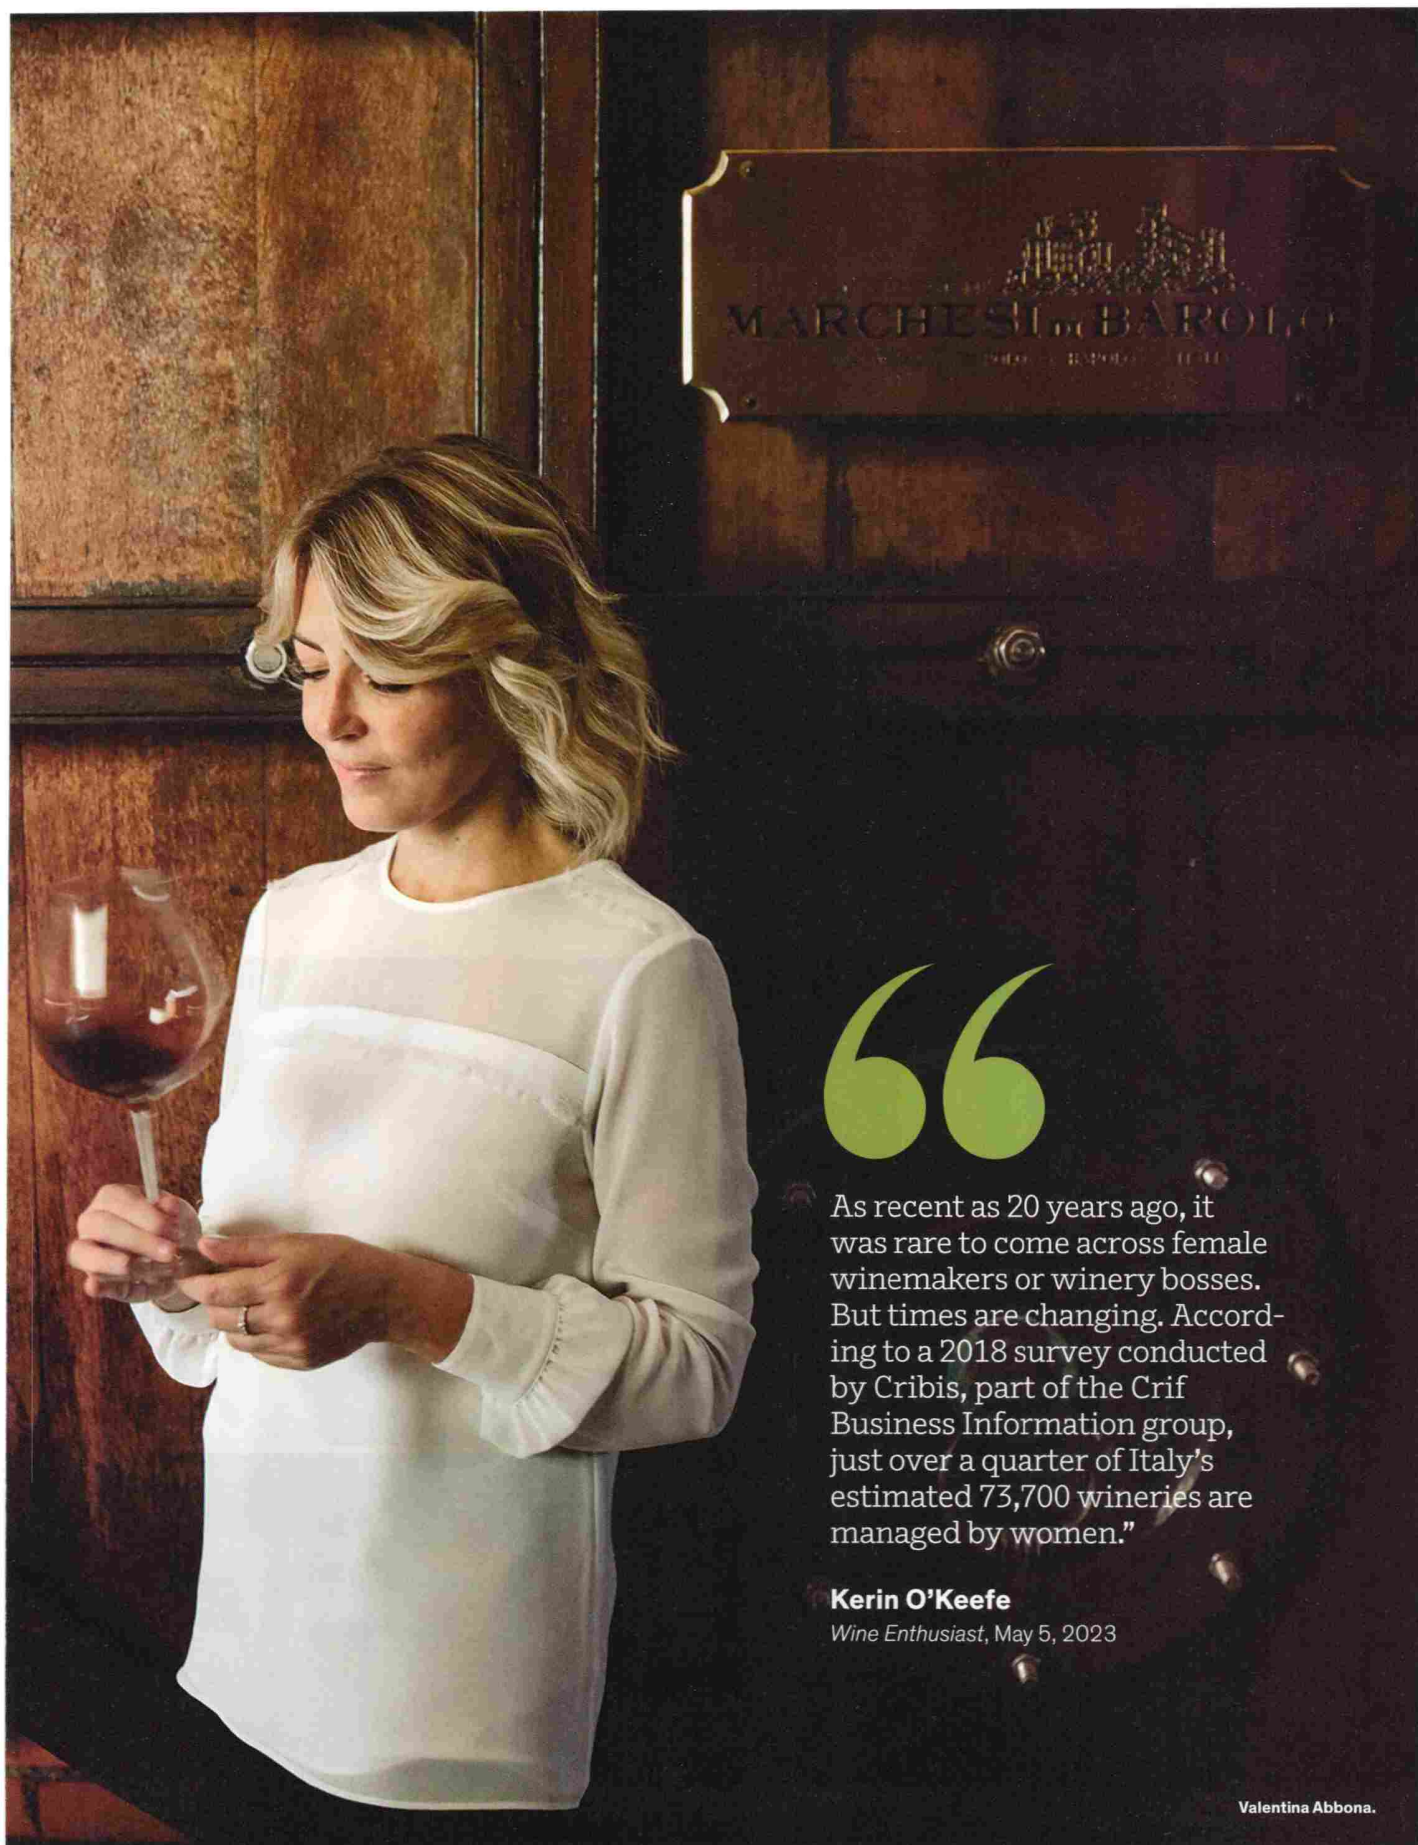 MARCHESI DI BAROLO
BAROLO
As recent as 20 years ago, it
was rare to come across female
winemakers or winery bosses.
But times are changing. Accord-
ing to a 2018 survey conducted
by Cribis, part of the Crif
Business Information group,
just over a quarter of Italy’s
estimated 73,700 wineries are
managed by women.”
Kerin O’Keefe
Wine Enthusiast, May 5, 2023
Valentina Abbona.